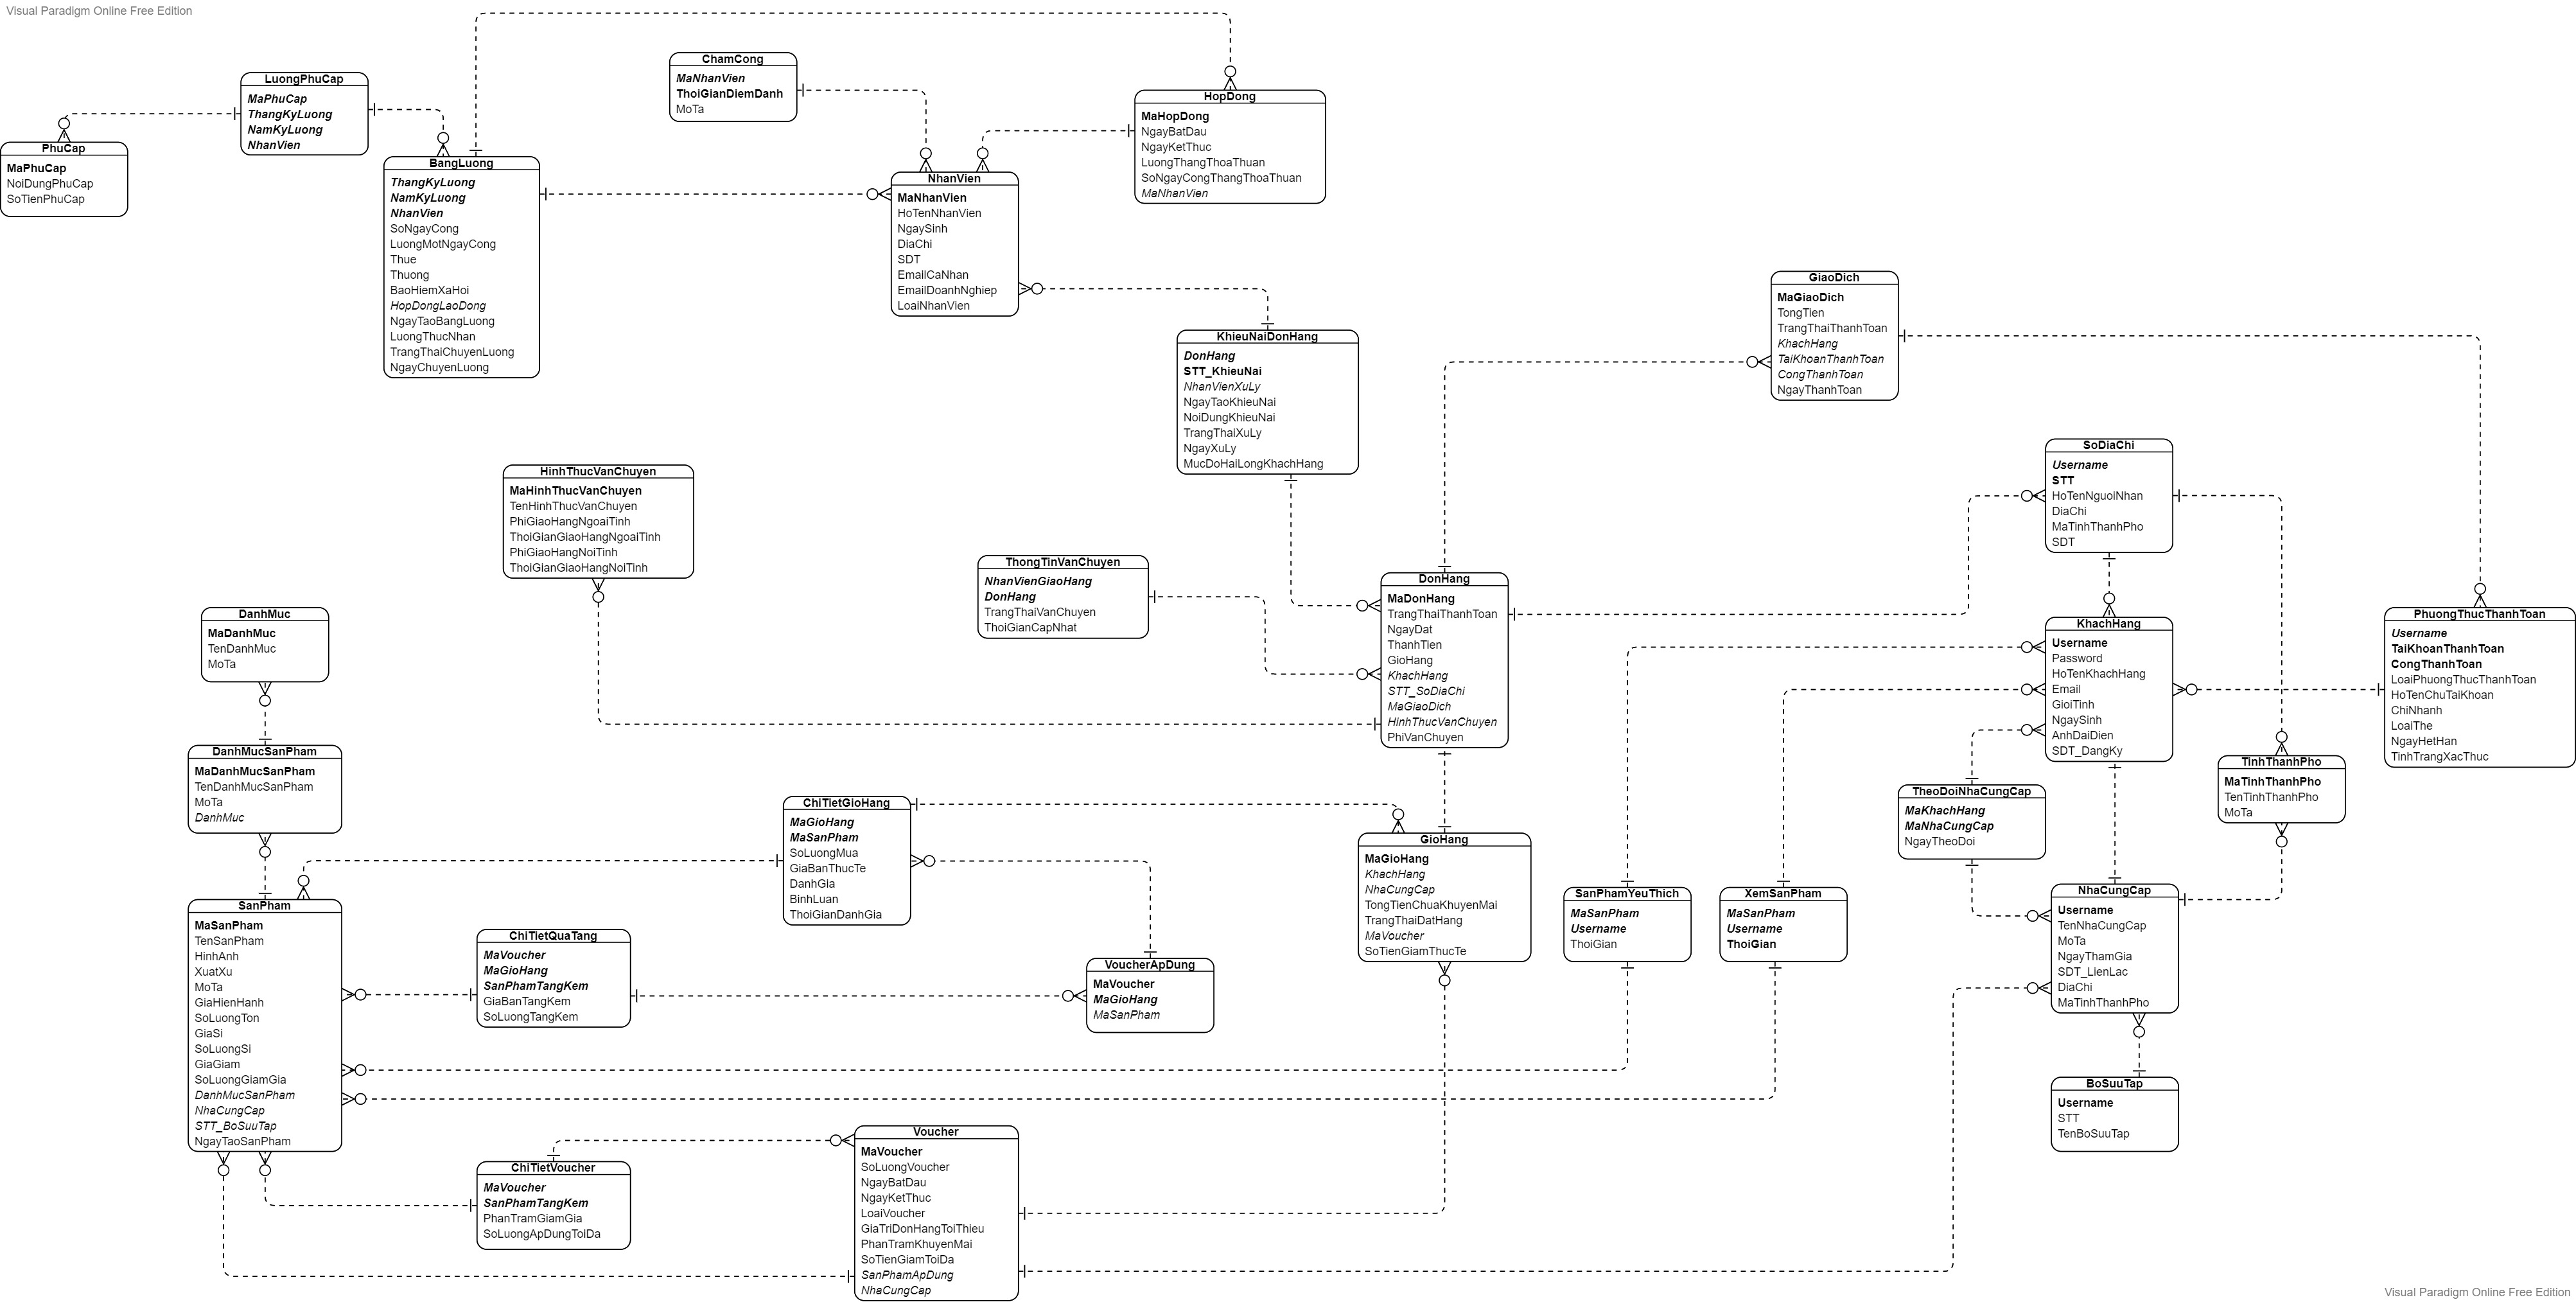 Visual Paradigm Online Free Edition
ChamCong
MaNhanVien
ThoiGianDiemDanh
MoTa
LuongPhuCap
MaPhuCap
ThangKyLuong
NamKyLuong
NhanVien
HopDong
MaHopDong
NgayBatDau
NgayKetThuc
LuongThangThoaThuan
SoNgayCongThangThoaThuan
MaNhanVien
PhuCap
MaPhuCap
NoiDungPhuCap
SoTienPhuCap
BangLuong
ThangKyLuong
NamKyLuong
NhanVien
SoNgayCong
LuongMotNgayCong
Thue
Thuong
BaoHiemXaHoi
HopDongLaoDong
NgayTaoBangLuong
LuongThucNhan
TrangThaiChuyenLuong
NgayChuyenLuong
NhanVien
MaNhanVien
HoTenNhanVien
NgaySinh
DiaChi
SDT
EmailCaNhan
EmailDoanhNghiep
LoaiNhanVien
GiaoDich
MaGiaoDich
TongTien
TrangThaiThanhToan
KhachHang
TaiKhoanThanhToan
CongThanhToan
NgayThanhToan
KhieuNaiDonHang
DonHang
STT_KhieuNai
NhanVienXuLy
NgayTaoKhieuNai
NoiDungKhieuNai
TrangThaiXuLy
NgayXuLy
MucDoHaiLongKhachHang
SoDiaChi
Username
STT
HoTenNguoiNhan
DiaChi
MaTinhThanhPho
SDT
HinhThucVanChuyen
MaHinhThucVanChuyen
TenHinhThucVanChuyen
PhiGiaoHangNgoaiTinh
ThoiGianGiaoHangNgoaiTinh
PhiGiaoHangNoiTinh
ThoiGianGiaoHangNoiTinh
ThongTinVanChuyen
NhanVienGiaoHang
DonHang
TrangThaiVanChuyen
ThoiGianCapNhat
DonHang
MaDonHang
TrangThaiThanhToan
NgayDat
ThanhTien
GioHang
KhachHang
STT_SoDiaChi
MaGiaoDich
HinhThucVanChuyen
PhiVanChuyen
DanhMuc
MaDanhMuc
TenDanhMuc
MoTa
KhachHang
Username
Password
HoTenKhachHang
Email
GioiTinh
NgaySinh
AnhDaiDien
SDT_DangKy
PhuongThucThanhToan
Username
TaiKhoanThanhToan
CongThanhToan
LoaiPhuongThucThanhToan
HoTenChuTaiKhoan
ChiNhanh
LoaiThe
NgayHetHan
TinhTrangXacThuc
DanhMucSanPham
MaDanhMucSanPham
TenDanhMucSanPham
MoTa
DanhMuc
TinhThanhPho
MaTinhThanhPho
TenTinhThanhPho
MoTa
TheoDoiNhaCungCap
MaKhachHang
MaNhaCungCap
NgayTheoDoi
ChiTietGioHang
MaGioHang
MaSanPham
SoLuongMua
GiaBanThucTe
DanhGia
BinhLuan
ThoiGianDanhGia
GioHang
MaGioHang
KhachHang
NhaCungCap
TongTienChuaKhuyenMai
TrangThaiDatHang
MaVoucher
SoTienGiamThucTe
SanPhamYeuThich
MaSanPham
Username
ThoiGian
XemSanPham
MaSanPham
Username
ThoiGian
NhaCungCap
Username
TenNhaCungCap
MoTa
NgayThamGia
SDT_LienLac
DiaChi
MaTinhThanhPho
SanPham
MaSanPham
TenSanPham
HinhAnh
XuatXu
MoTa
GiaHienHanh
SoLuongTon
GiaSi
SoLuongSi
GiaGiam
SoLuongGiamGia
DanhMucSanPham
NhaCungCap
STT_BoSuuTap
NgayTaoSanPham
ChiTietQuaTang
MaVoucher
MaGioHang
SanPhamTangKem
GiaBanTangKem
SoLuongTangKem
VoucherApDung
MaVoucher
MaGioHang
MaSanPham
BoSuuTap
Username
STT
TenBoSuuTap
Voucher
MaVoucher
SoLuongVoucher
NgayBatDau
NgayKetThuc
LoaiVoucher
GiaTriDonHangToiThieu
PhanTramKhuyenMai
SoTienGiamToiDa
SanPhamApDung
NhaCungCap
ChiTietVoucher
MaVoucher
SanPhamTangKem
PhanTramGiamGia
SoLuongApDungToiDa
Visual Paradigm Online Free Edition